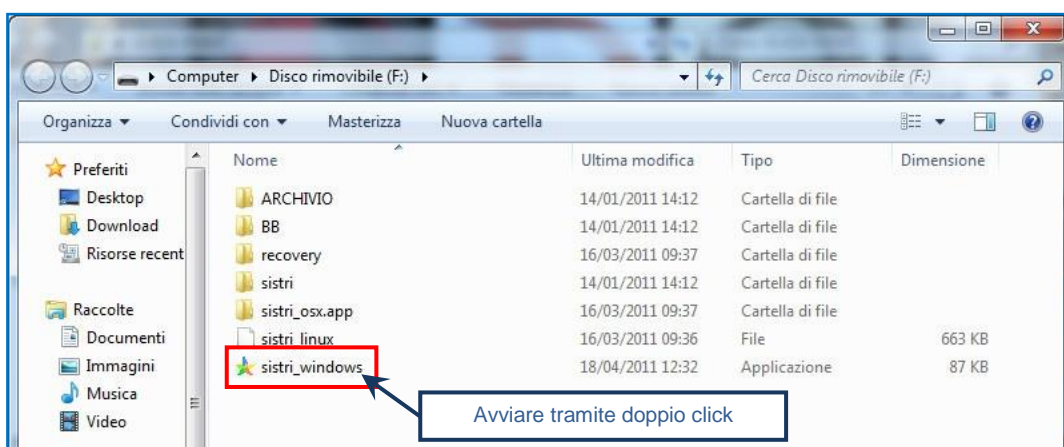 Computer Disco rimovibile (F:) Cerca Disco rimovibile (F:)
Organizza Condividi con Masterizza Nuova cartella
Preferiti Nome Ultima modifica Tipo Dimensione
Desktop ARCHIVIO 14/01/2011 14:12 Cartella di file
Download BB 14/01/2011 14:12 Cartella di file
Risorse recent recovery 16/03/2011 09:37 Cartella di file
sistri 14/01/2011 14:12 Cartella di file
Raccolte sistri_osx.app 16/03/2011 09:37 Cartella di file
Documenti sistri_linux 16/03/2011 09:36 File 663 KB
Immagini sistri_windows 18/04/2011 12:32 Applicazione 87 KB
Musica
Video
Avviare tramite doppio click